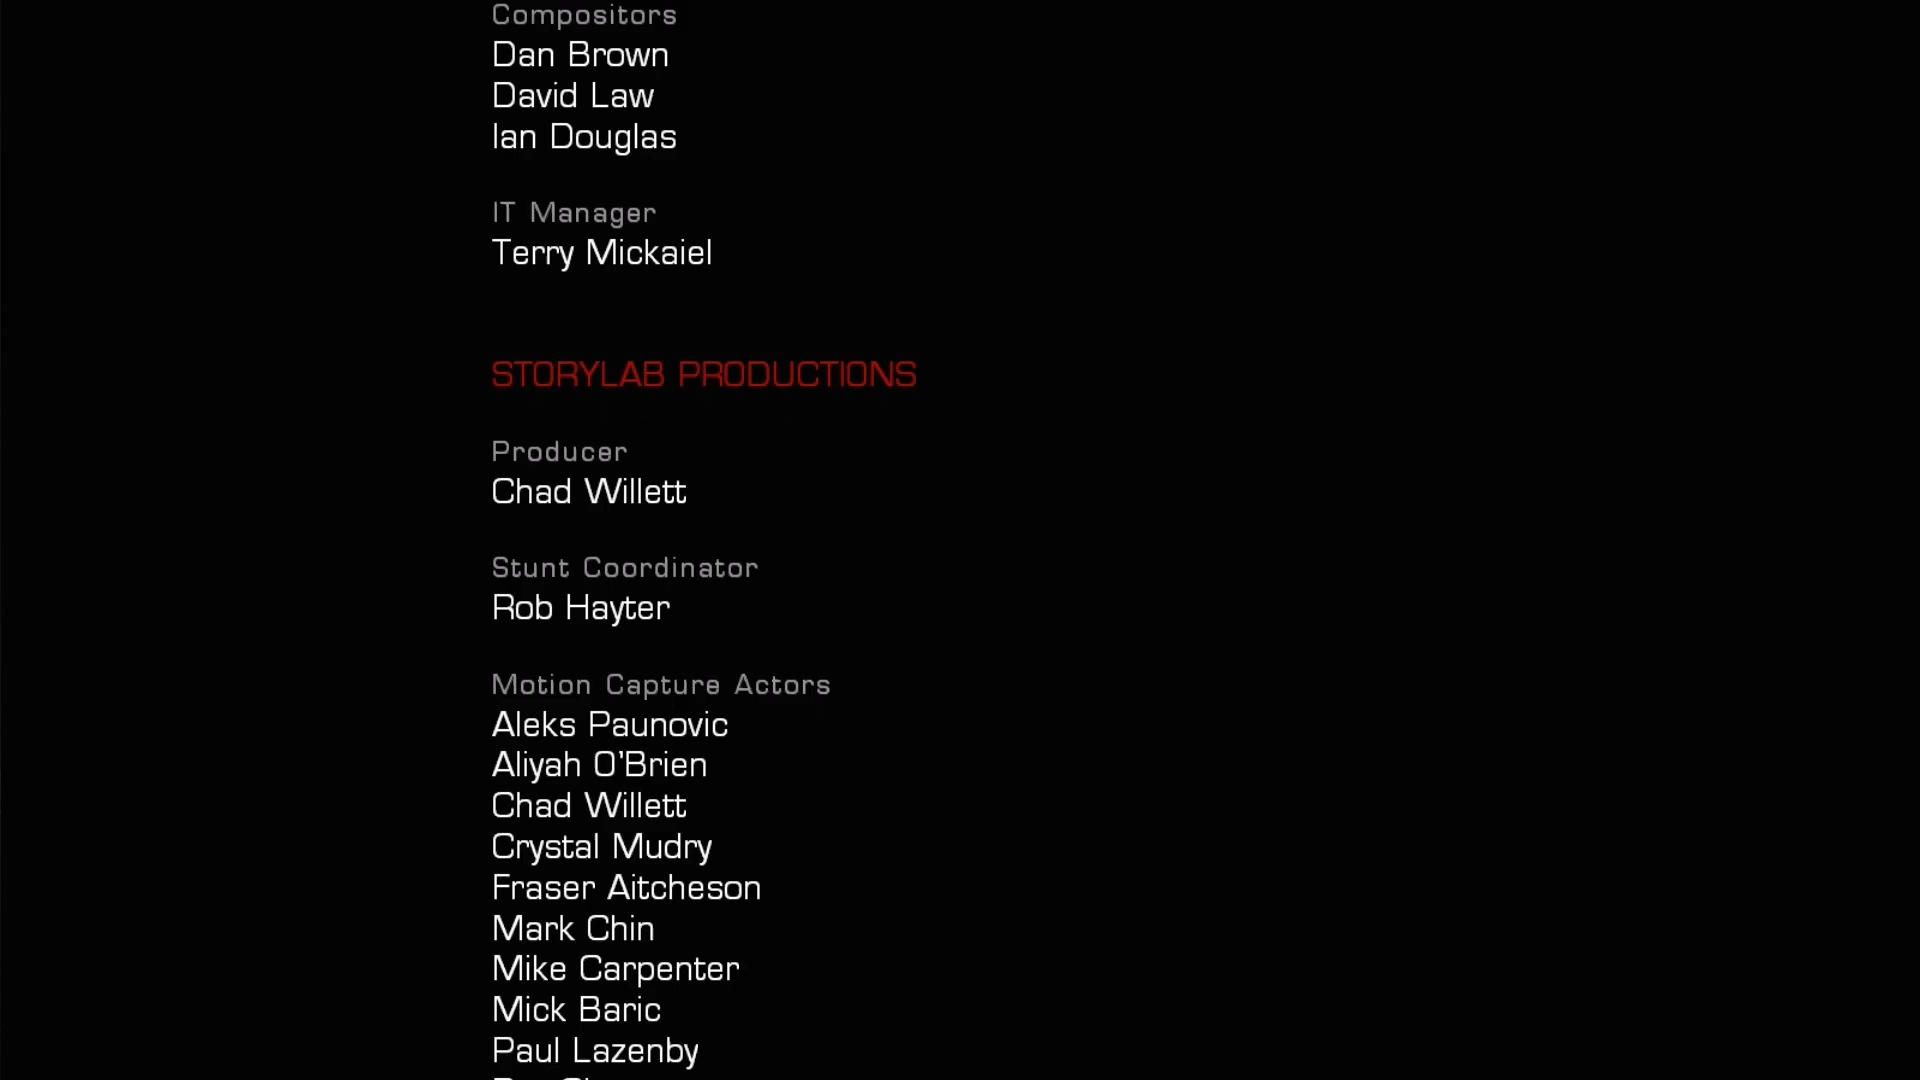 Compositors
Dan Brown
David Law
Ian Douglas
IT Manager
Terry Mickaiel
STORYLAB PRODUCTIONS
Producer
Chad Willett
Stunt Coordinator
Rob Hayter
Motion Capture Actors
Aleks Paunovic
Aliyah O'Brien
Chad Willett
Crystal Mudry
Fraser Aitcheson
Mark Chin
Mike Carpenter
Mick Baric
Paul Lazenby